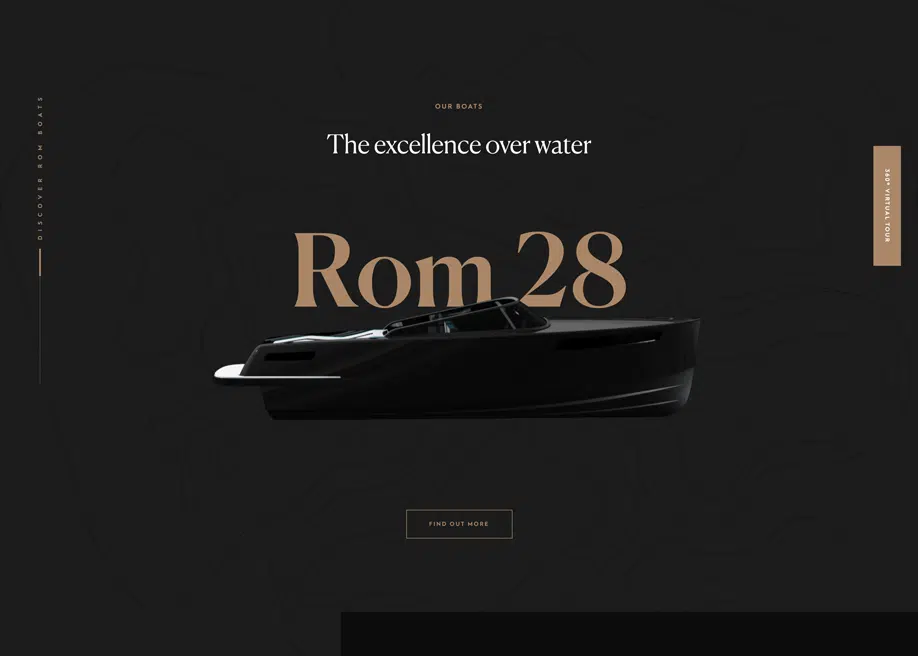 OUR BOATS
The excellence over water
DISCOVER ROM BOATS
360° VIRTUAL TOUR
Rom 28
FIND OUT MORE